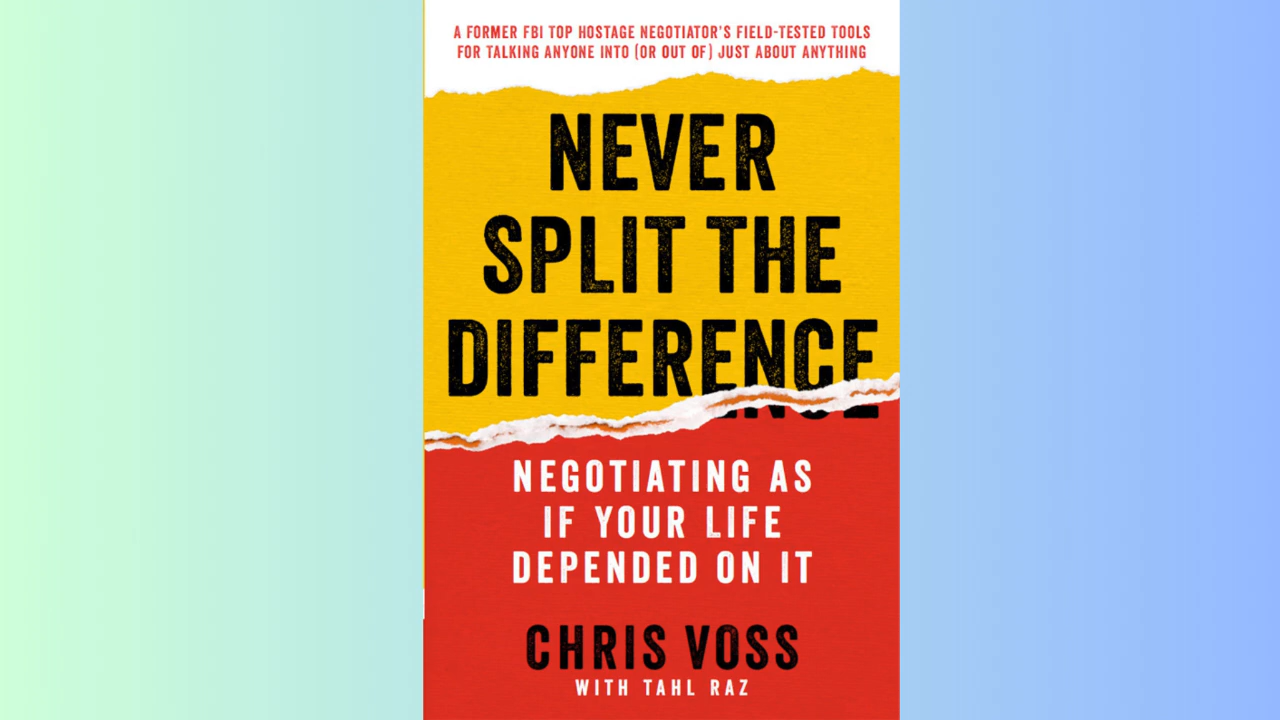 A FORMER FBI TOP HOSTAGE NEGOTIATOR'S FIELD-TESTED TOOLS
FOR TALKING ANYONE INTO (OR OUT OF) JUST ABOUT ANYTHING
NEVER
SPLIT THE
DIFFERENCE
NEGOTIATING AS
IF YOUR LIFE
DEPENDED ON IT
CHRIS VOSS
WITH TAHL RAZ